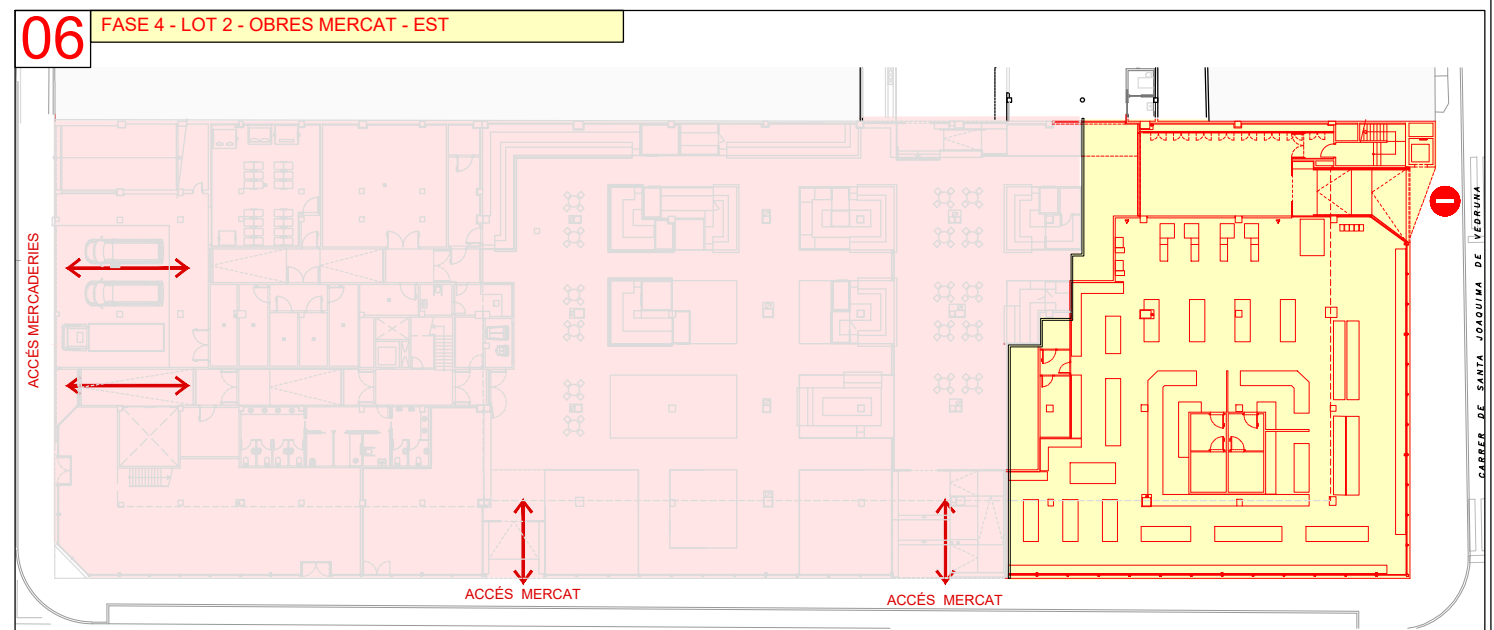 06
FASE 4 - LOT 2 - OBRES MERCAT - EST
ACCÉS MERCADERIES
CARRER DE SANTA JOAQUIMA DE VEDRUNA
ACCÉS MERCAT
ACCÉS MERCAT